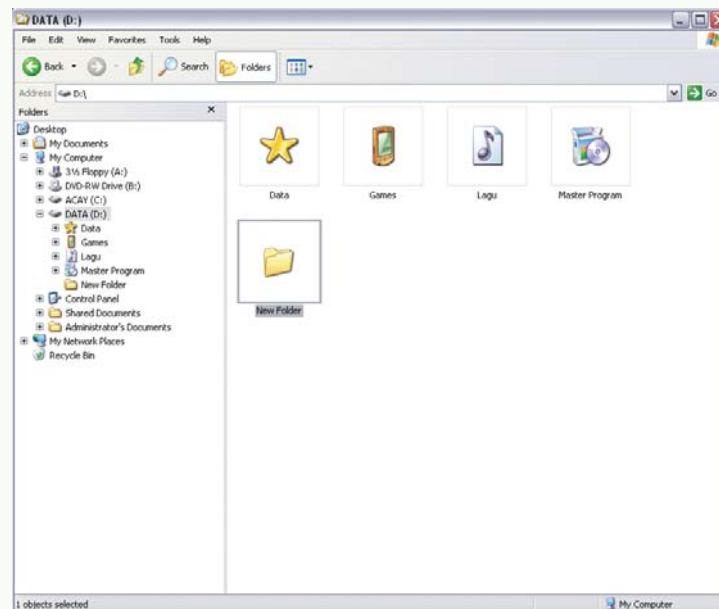 DATA (D:)
File Edit View Favorites Tools Help
Back Search Folders
Address D:\ Go
Folders
Desktop
My Documents
My Computer
3½ Floppy (A:)
DVD-RW Drive (B:)
ACAY (C:)
DATA (D:)
Data
Games
Lagu
Master Program
New Folder
Control Panel
Shared Documents
Administrator's Documents
My Network Places
Recycle Bin
Data Games Lagu Master Program
New Folder
1 objects selected My Computer